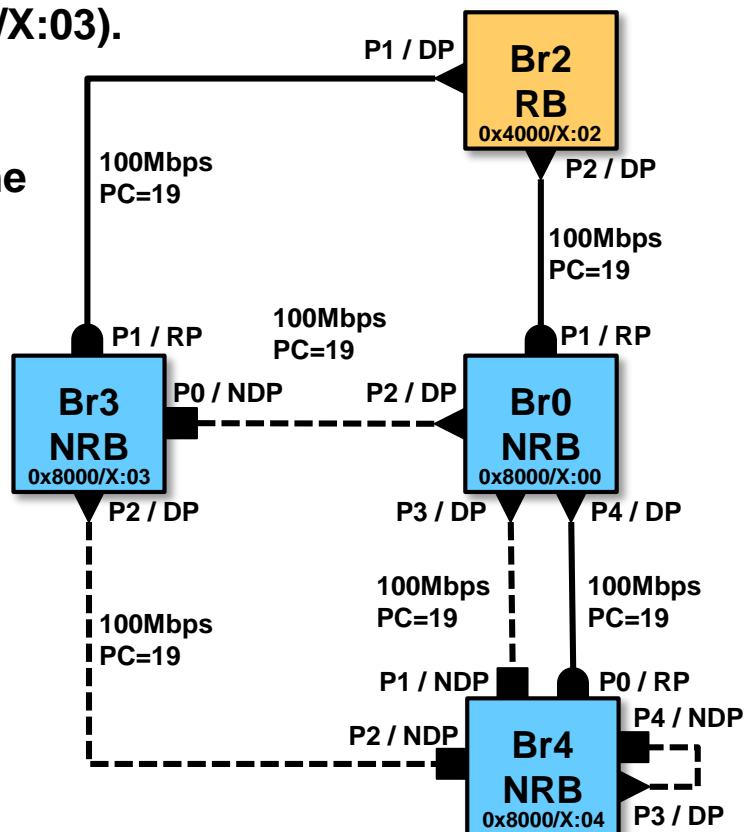 /X:03).
P1 / DP
Br2
RB
0x4000/X:02
P2 / DP
100Mbps
PC=19
100Mbps
PC=19
100Mbps
PC=19
P1 / RP
P1 / RP
Br3
NRB
0x8000/X:03
P0 / NDP
P2 / DP
Br0
NRB
0x8000/X:00
P2 / DP
P3 / DP
P4 / DP
100Mbps
PC=19
100Mbps
PC=19
100Mbps
PC=19
P1 / NDP
P0 / RP
P2 / NDP
P4 / NDP
Br4
NRB
0x8000/X:04
P3 / DP